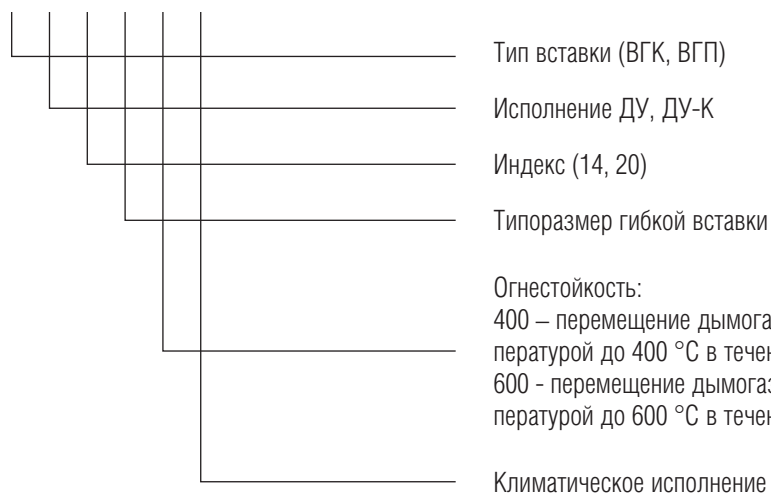 Тип вставки (ВГК, ВГП)
Исполнение ДУ, ДУ-К
Индекс (14, 20)
Типоразмер гибкой вставки
Огнестойкость:
400 – перемещение
пературой до 400 °С в
600 - перемещение
пературой до 600 °С в
Климатическое исполнение